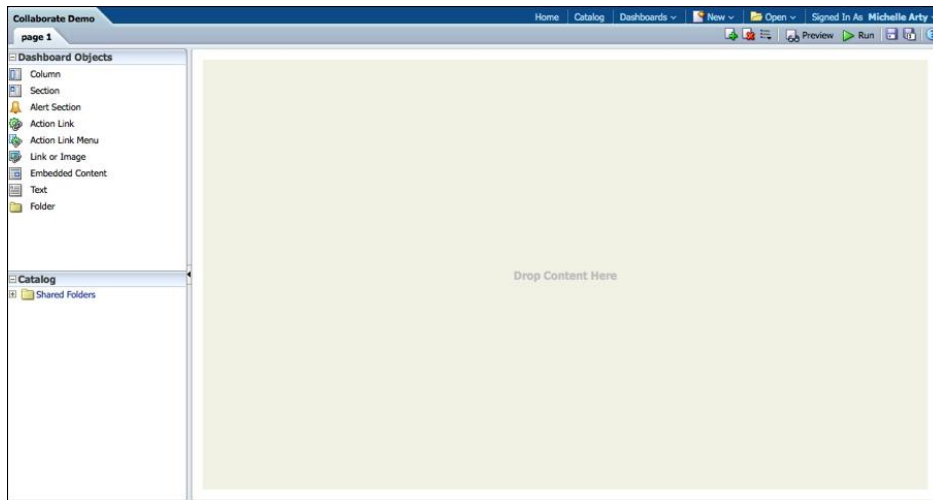 Collaborate Demo
Home Catalog Dashboards New Open Signed In As Michelle Arty
page 1
Preview Run
Dashboard Objects
Column
Section
Alert Section
Action Link
Action Link Menu
Link or Image
Embedded Content
Text
Folder
Drop Content Here
Catalog
Shared Folders